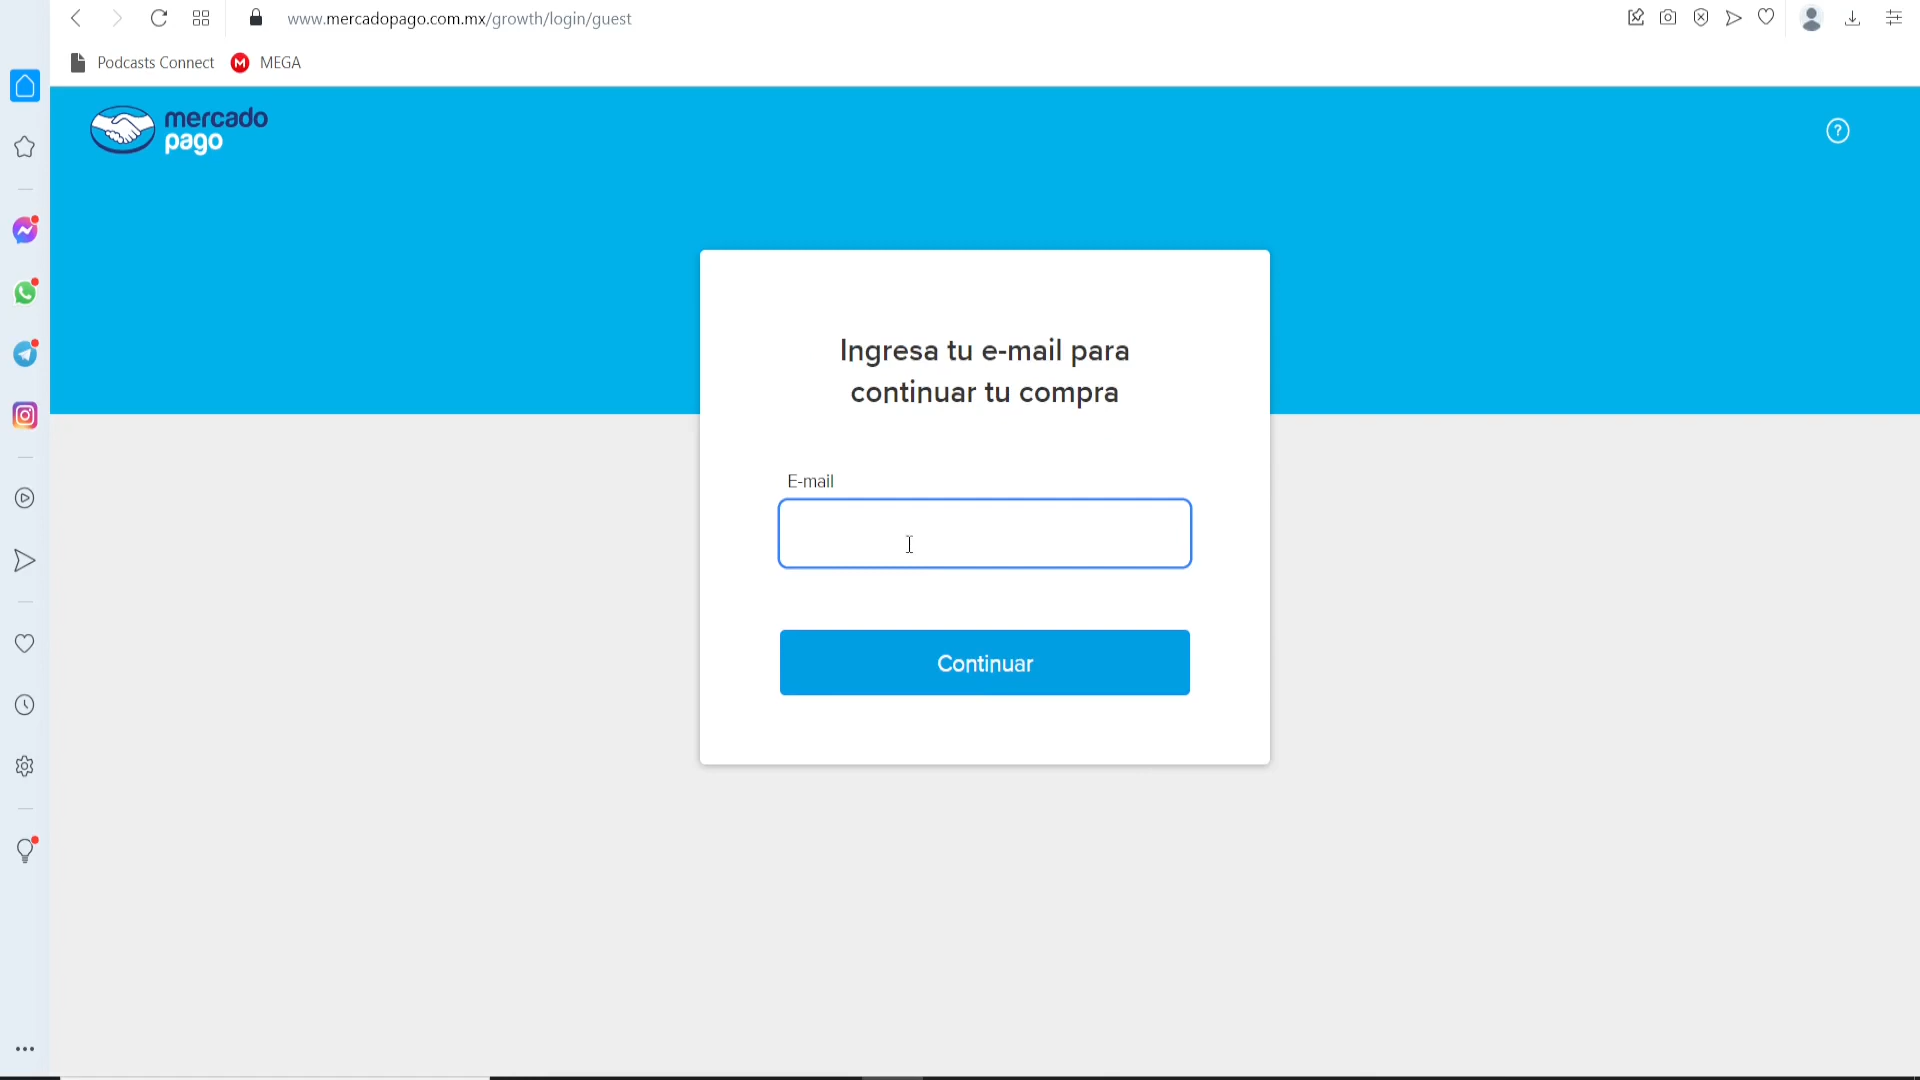 www.mercadopago.com.mx/growth/login/guest
Podcasts Connect
M MEGA
mercado
pago
?
Ingresa tu e-mail para
continuar tu compra
E-mail
Continuar